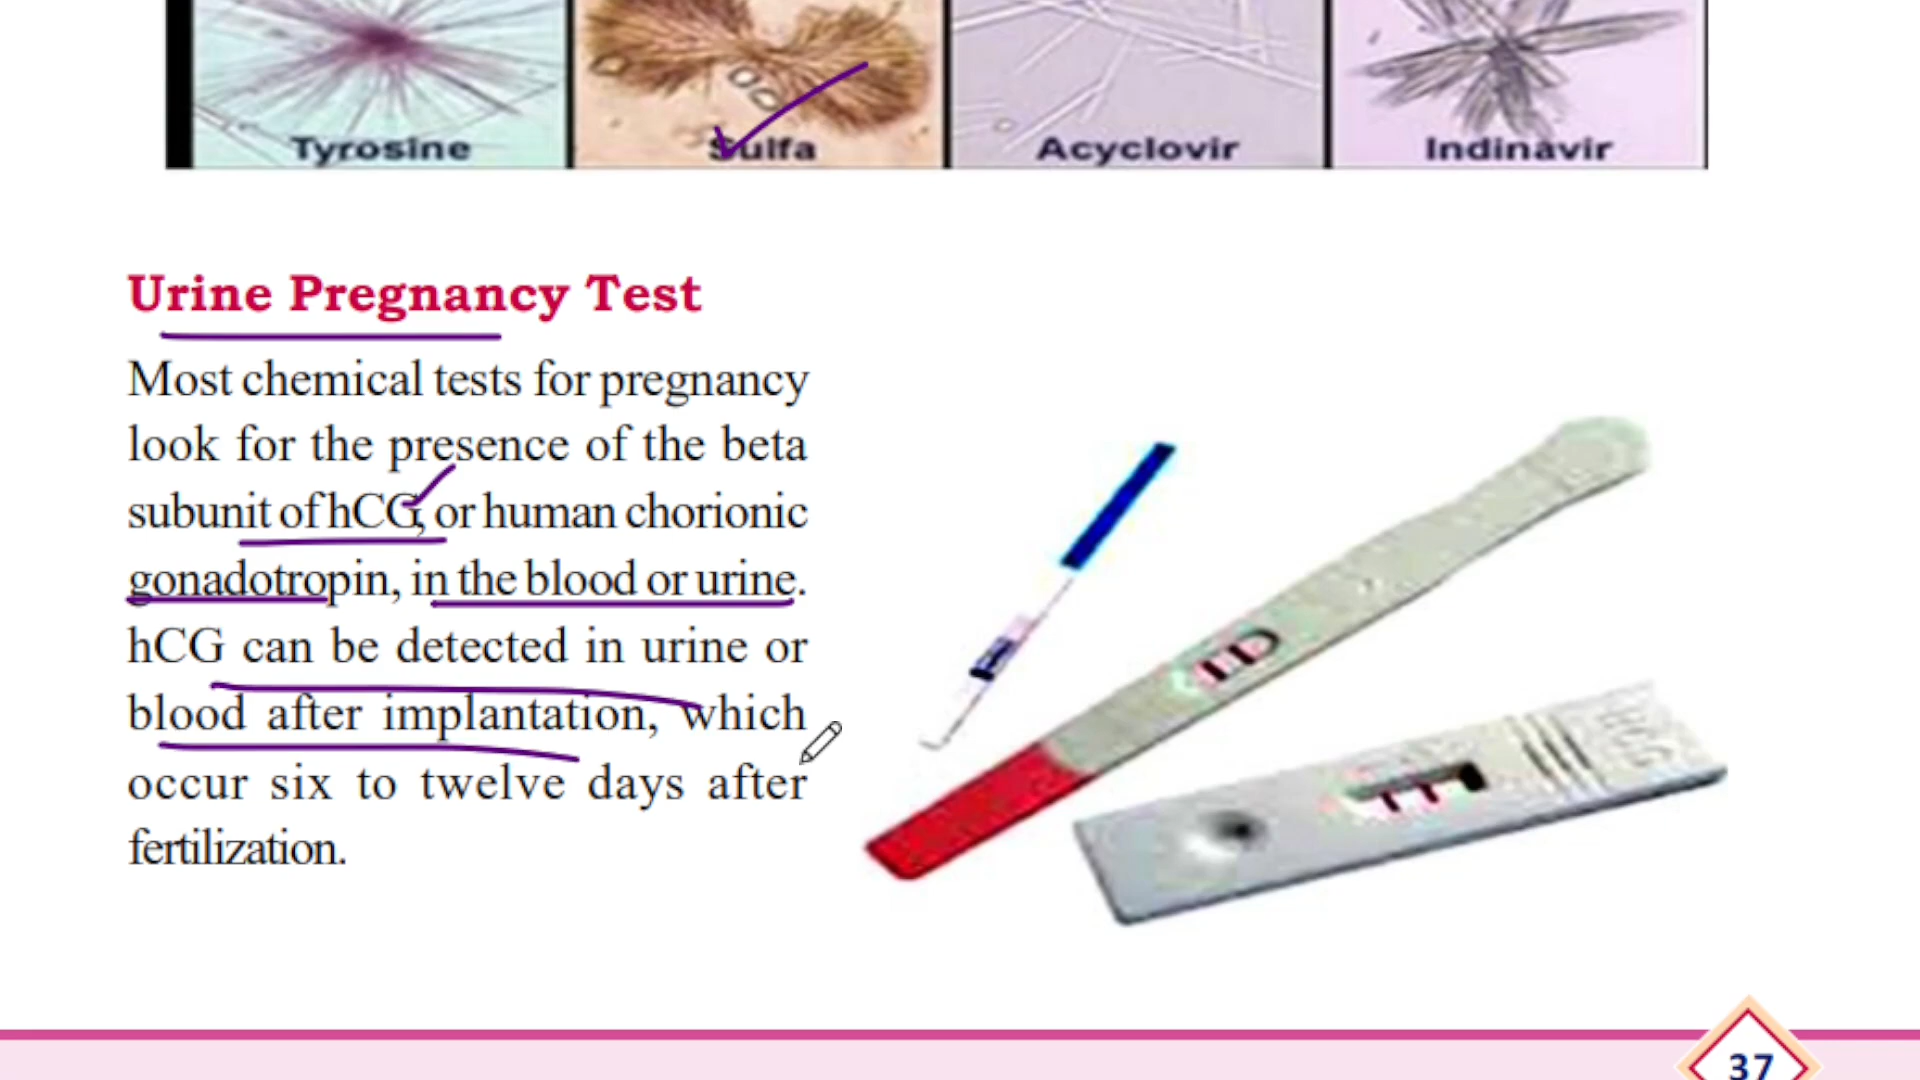 Tyrosine Sulfa Acyclovir Indinavir
Urine Pregnancy Test
Most chemical tests for pregnancy
look for the presence of the beta
subunit of hCG, or human chorionic
gonadotropin, in the blood or urine.
hCG can be detected in urine or
blood after implantation, which
occur six to twelve days after
fertilization.
37